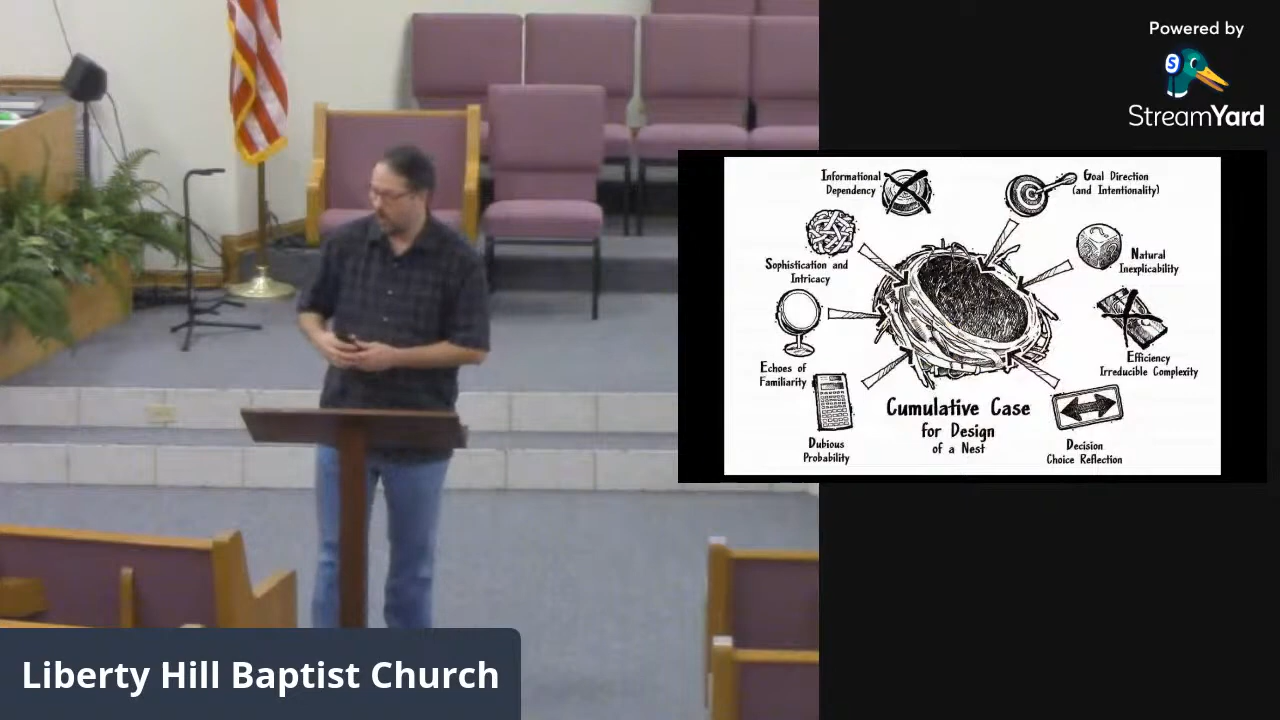 Powered by
S
StreamYard
Informational
Dependency
Goal Direction
(and Intentionality)
Sophistication and
Intricacy
Natural
Inexplicability
Echoes of
Familiarity
Efficiency
Irreducible Complexity
Cumulative Case
for Design
of a Nest
Dubious
Probability
Decision
Choice Reflection
Liberty Hill Baptist Church